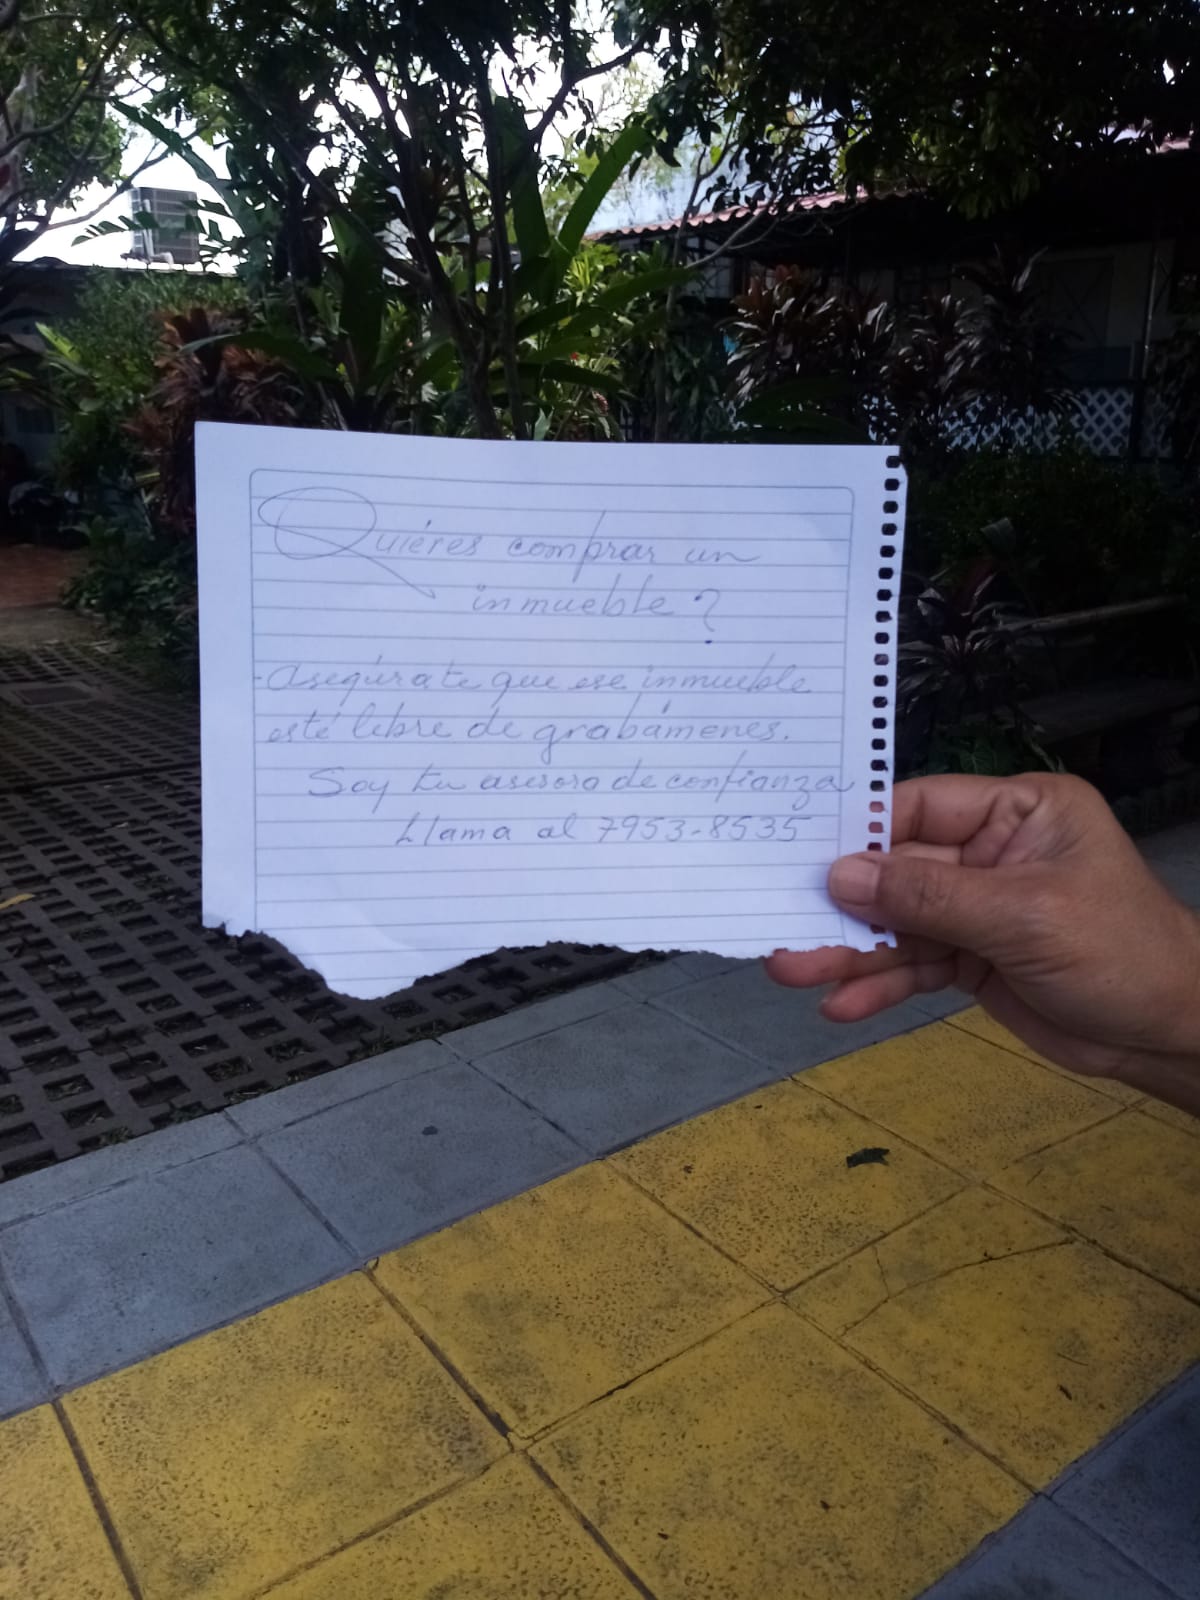 Quiéres comprar un
inmueble?
-Asegúrate que ese inmueble
esté libre de grabámenes.
Soy tu asesora de confianza
Llama al 7953-8535